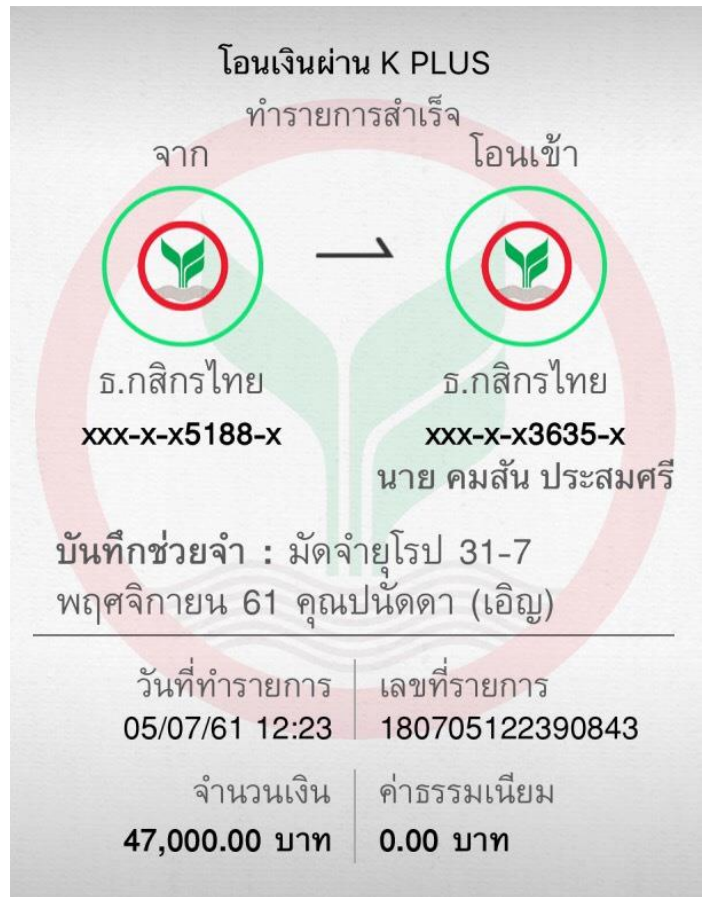 โอนเงินผ่าน K PLUS
ทำรายการสำเร็จ
จาก
โอนเข้า
ธ.กสิกรไทย
ธ.กสิกรไทย
xxx-x-x5188-x
xxx-x-x3635-x
นาย คมสัน ประสมศรี
บันทึกช่วยจำ : มัดจำยุโรป 31-7
พฤศจิกายน 61 คุณปนัดดา (เอิญ)
วันที่ทำรายการ
เลขที่รายการ
05/07/61 12:23
180705122390843
จำนวนเงิน
ค่าธรรมเนียม
47,000.00 บาท
0.00 บาท